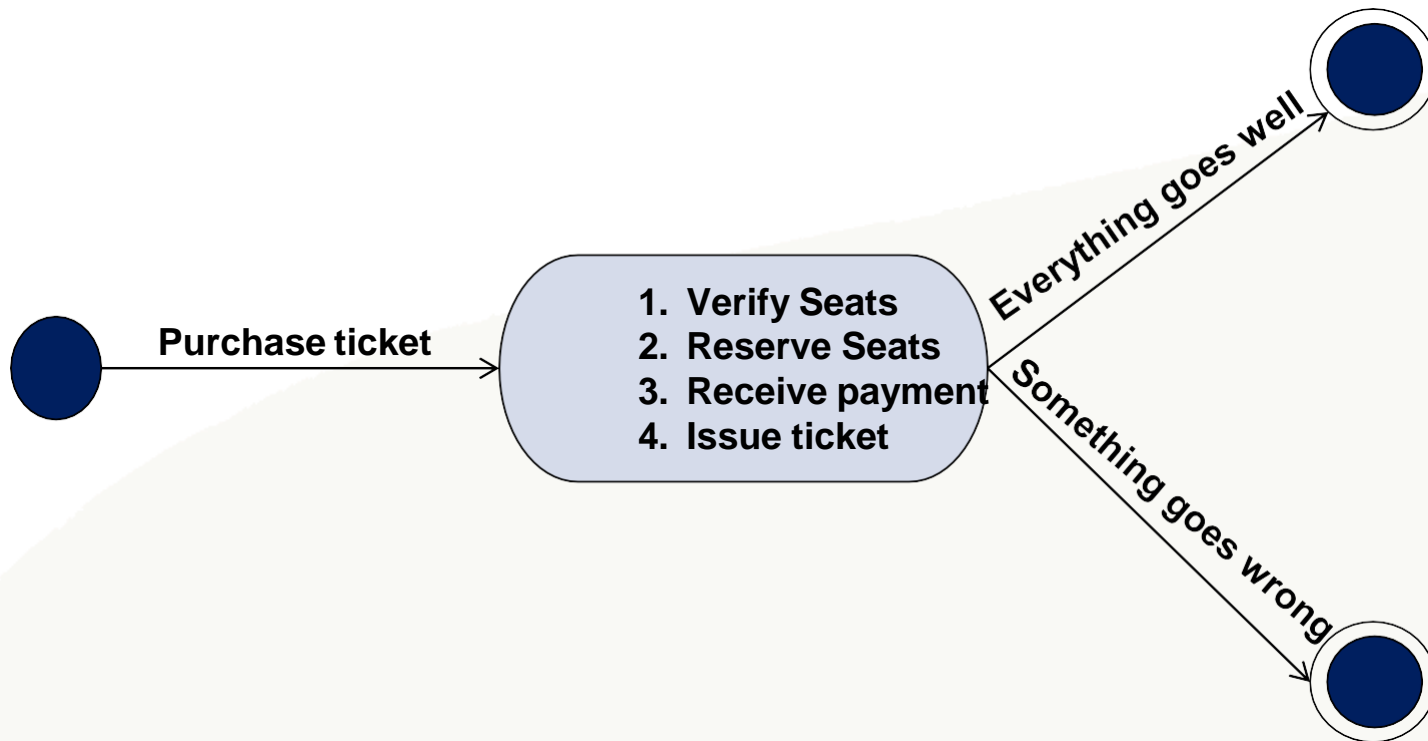 Purchase ticket
1. Verify Seats
2. Reserve Seats
3. Receive payment
4. Issue ticket
Everything goes well
Something goes wrong